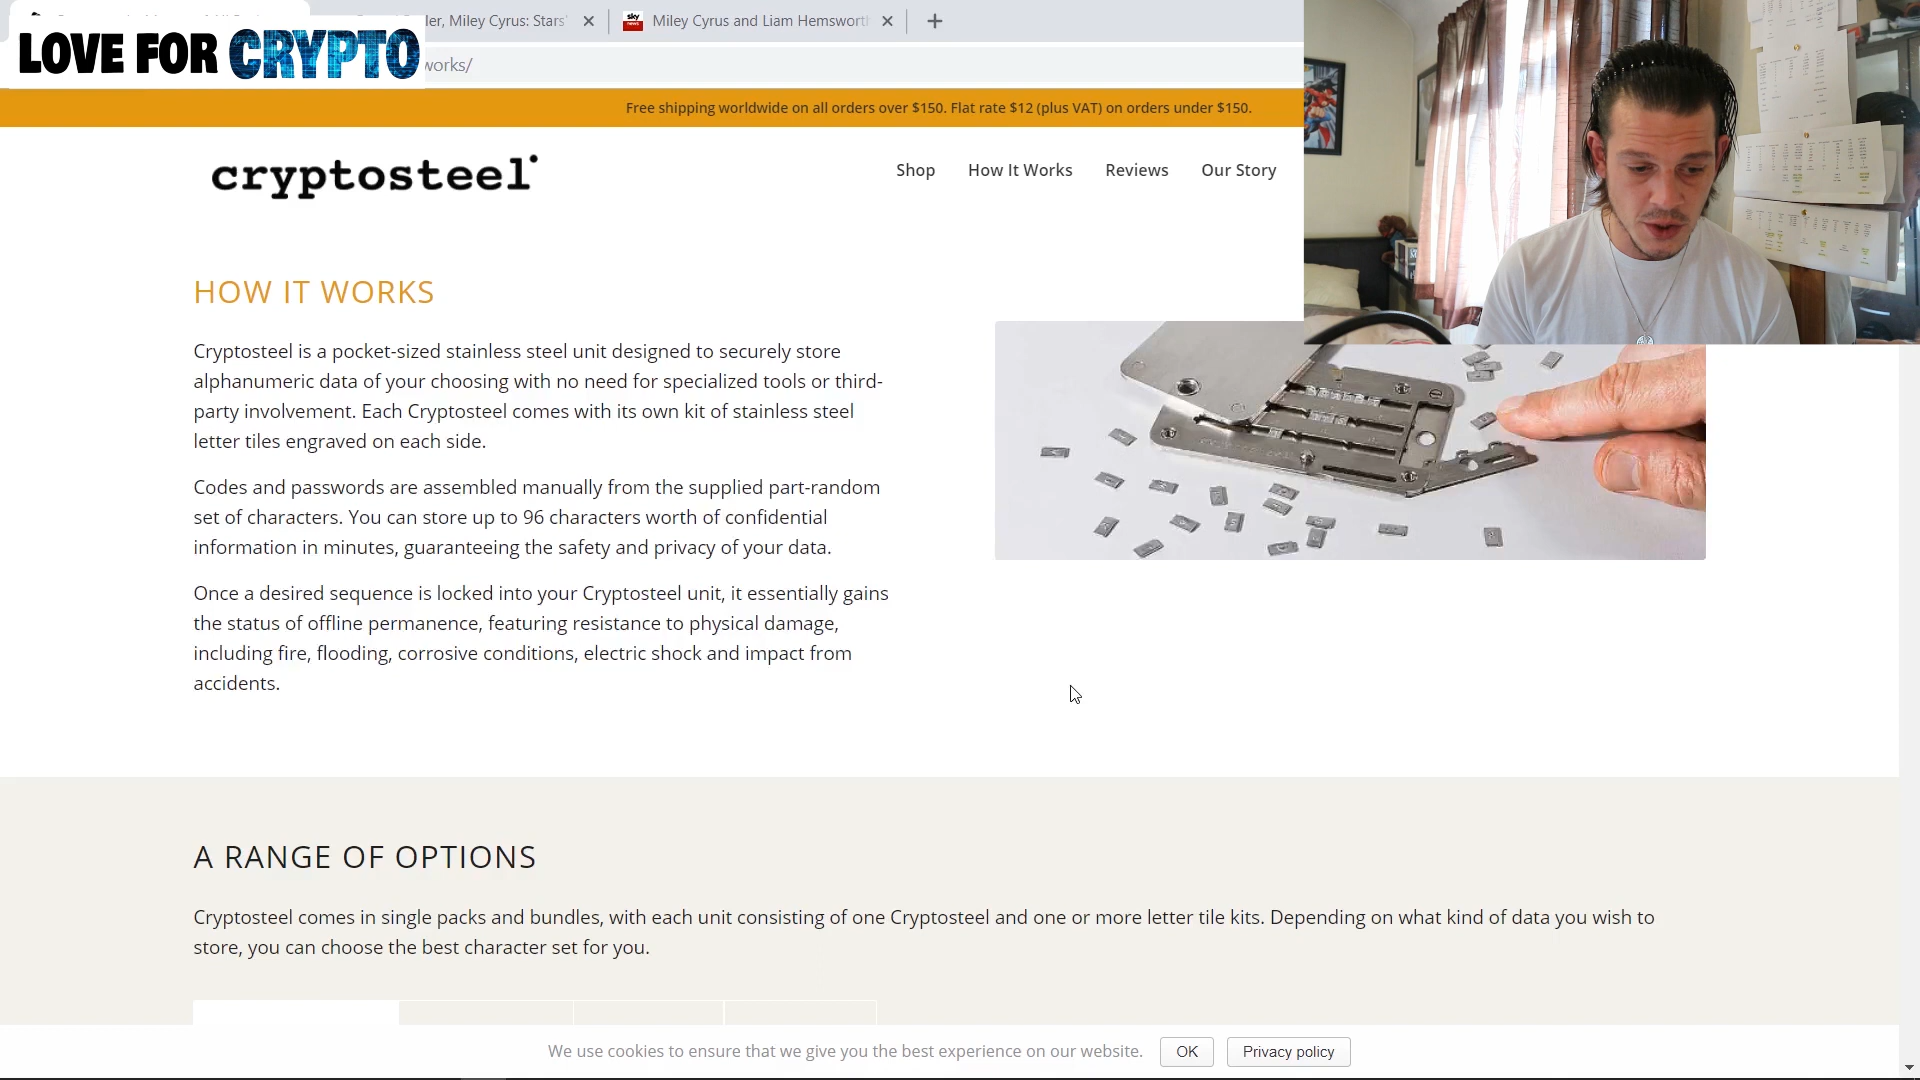 ler, Miley Cyrus: Stars'
Miley Cyrus and Liam Hemsworth
LOVE FOR CRYPTO
works/
Free shipping worldwide on all orders over $150. Flat rate $12 (plus VAT) on orders under $150.
cryptosteel
Shop How It Works Reviews Our Story
HOW IT WORKS
Cryptosteel is a pocket-sized stainless steel unit designed to securely store
alphanumeric data of your choosing with no need for specialized tools or third-
party involvement. Each Cryptosteel comes with its own kit of stainless steel
letter tiles engraved on each side.
Codes and passwords are assembled manually from the supplied part-random
set of characters. You can store up to 96 characters worth of confidential
information in minutes, guaranteeing the safety and privacy of your data.
Once a desired sequence is locked into your Cryptosteel unit, it essentially gains
the status of offline permanence, featuring resistance to physical damage,
including fire, flooding, corrosive conditions, electric shock and impact from
accidents.
A RANGE OF OPTIONS
Cryptosteel comes in single packs and bundles, with each unit consisting of one Cryptosteel and one or more letter tile kits. Depending on what kind of data you wish to
store, you can choose the best character set for you.
We use cookies to ensure that we give you the best experience on our website. OK Privacy policy